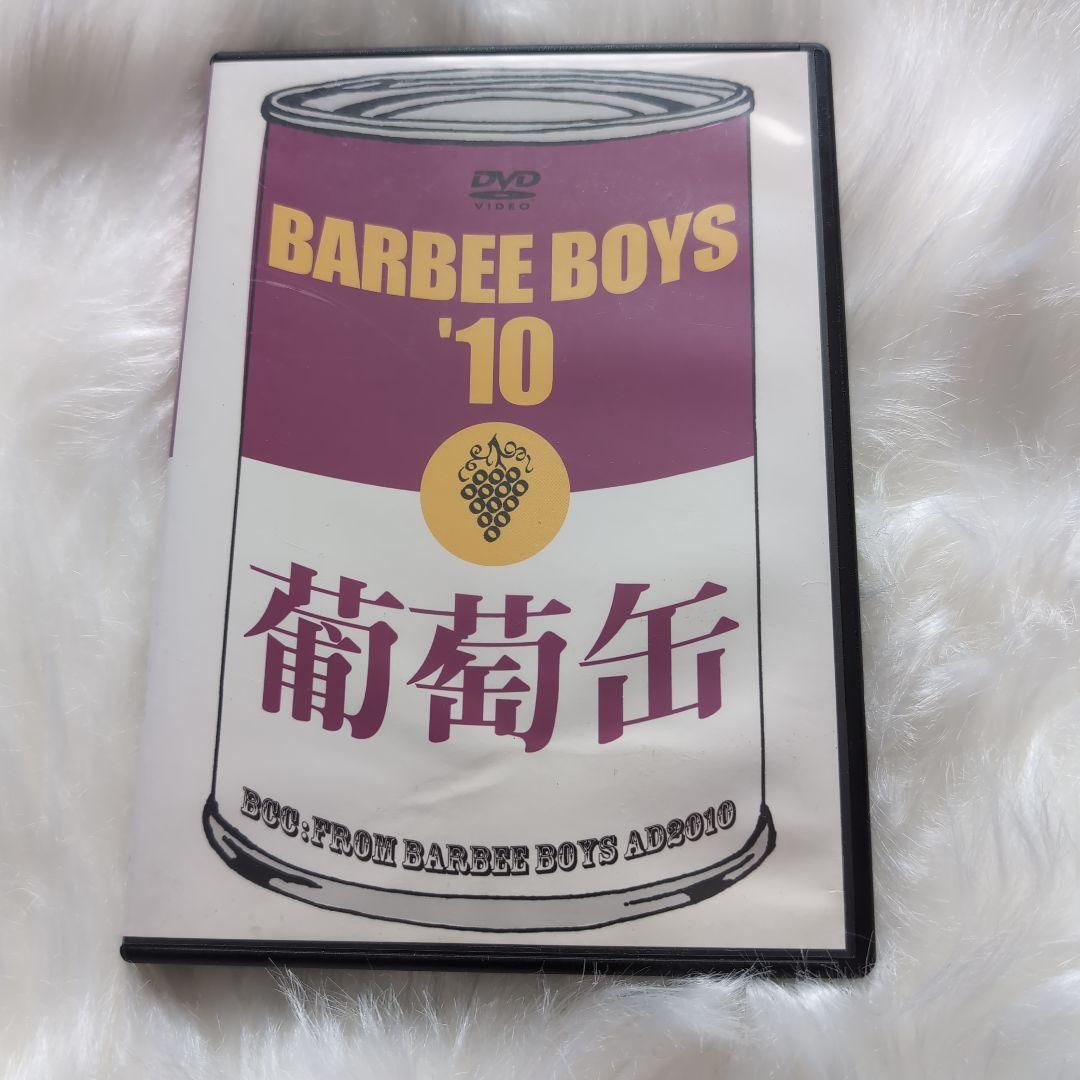 DVD
VIDEO
BARBEE BOYS
'10
葡萄缶
BCC:FROM BARBEE BOYS AD2010